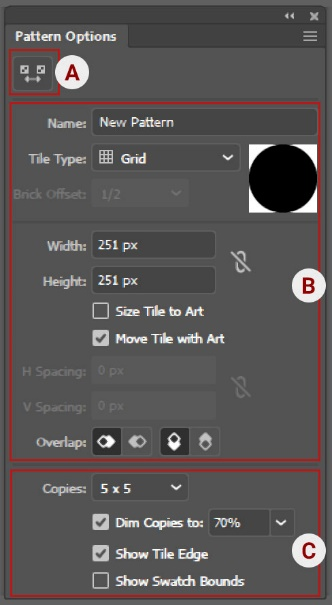 Pattern Options
A
Name: New Pattern
Tile Type: Grid
Brick Offset: 1/2
Width: 251 px
Height: 251 px
B
Size Tile to Art
Move Tile with Art
H Spacing: 0 px
V Spacing: 0 px
Overlap:
Copies: 5 x 5
Dim Copies to: 70%
Show Tile Edge
C
Show Swatch Bounds